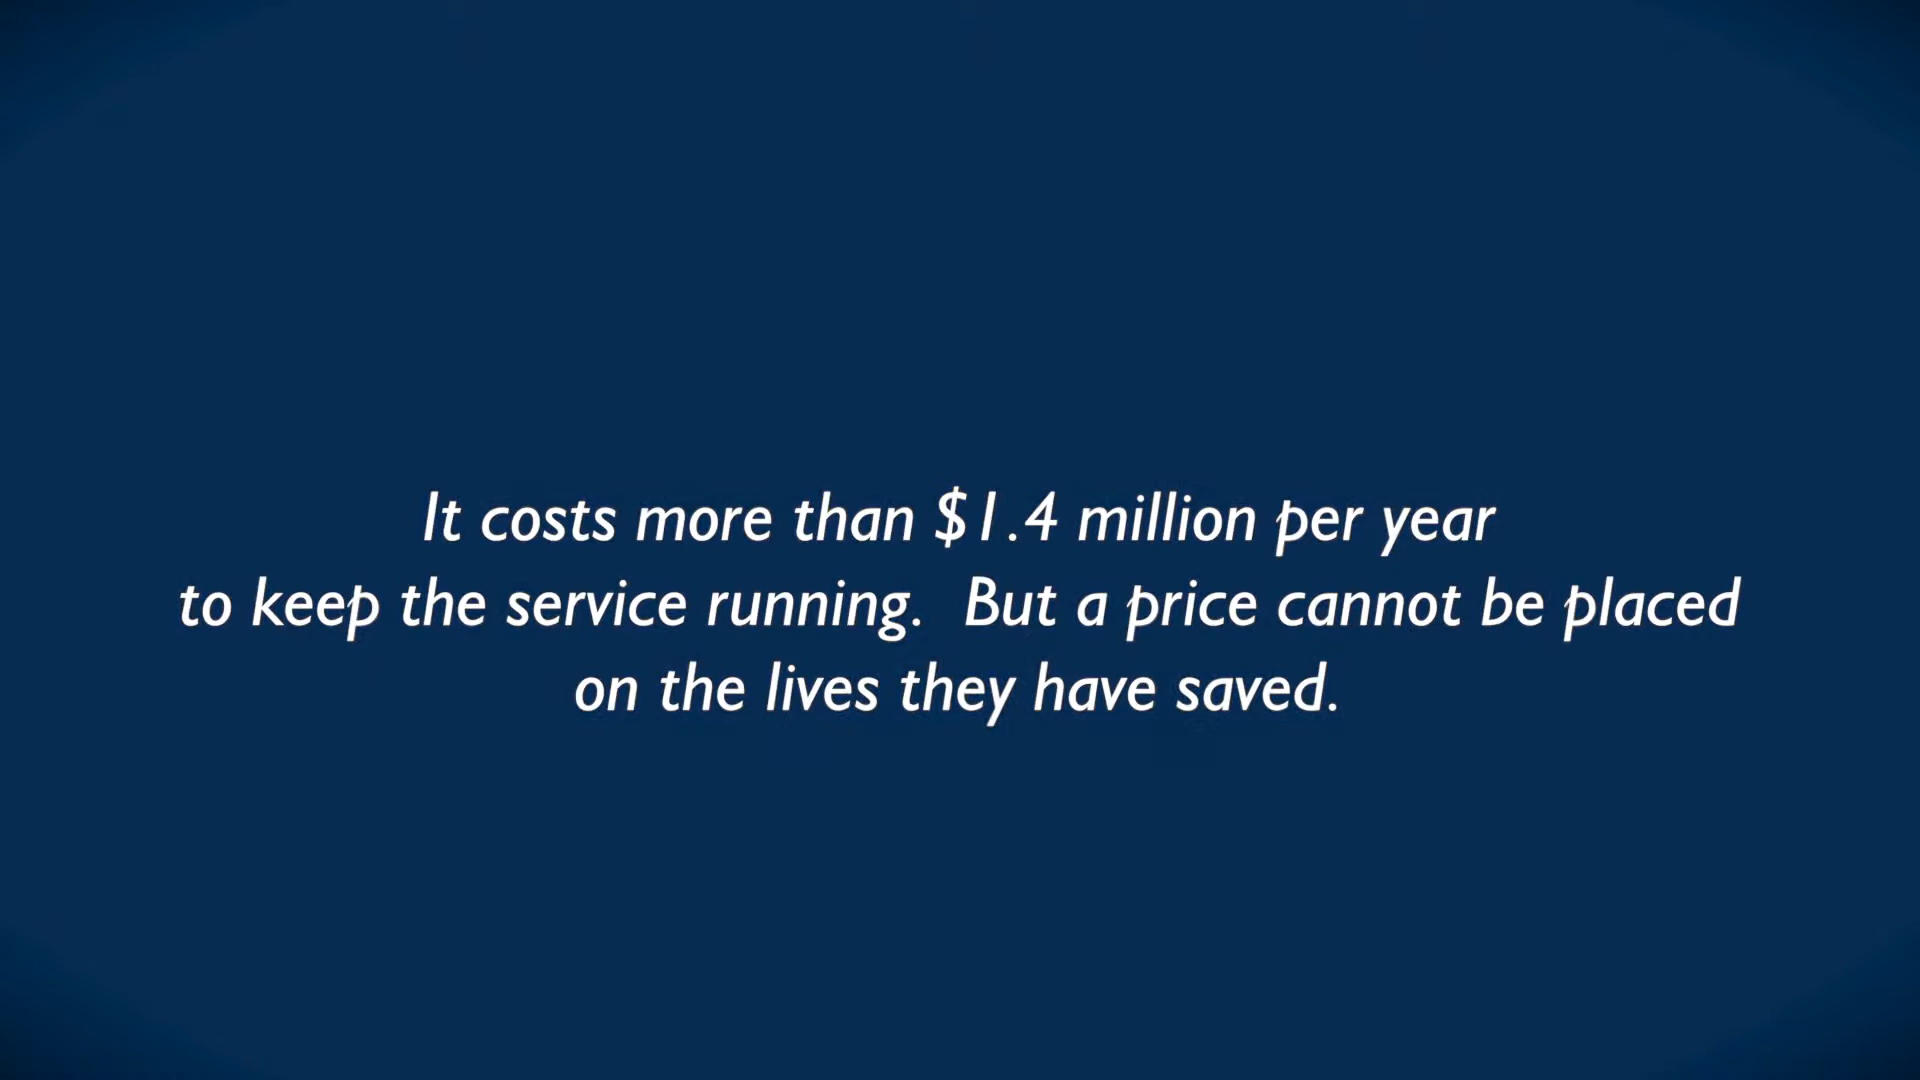 It costs more than $1.4 million per year
to keep the service running.  But a price cannot be placed
on the lives they have saved.